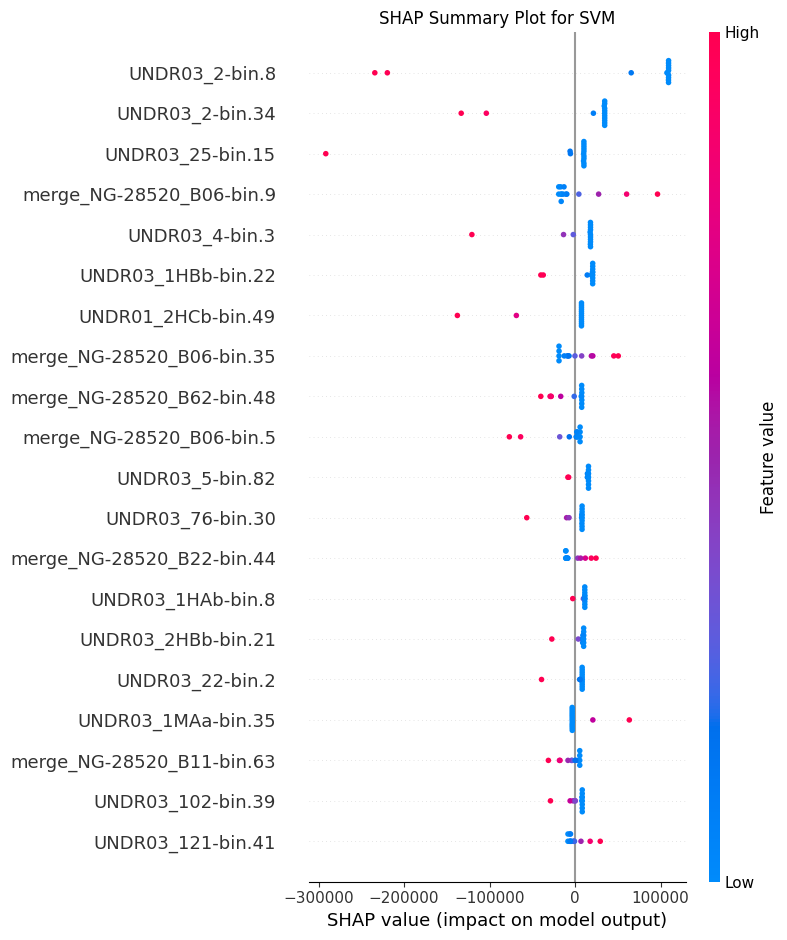 SHAP Summary Plot for SVM
High
UNDR03_2-bin.8
UNDR03_2-bin.34
UNDR03_25-bin.15
merge_NG-28520_B06-bin.9
UNDR03_4-bin.3
UNDR03_1HBb-bin.22
UNDR01_2HCb-bin.49
merge_NG-28520_B06-bin.35
merge_NG-28520_B62-bin.48
merge_NG-28520_B06-bin.5
UNDR03_5-bin.82
UNDR03_76-bin.30
merge_NG-28520_B22-bin.44
UNDR03_1HAb-bin.8
UNDR03_2HBb-bin.21
UNDR03_22-bin.2
UNDR03_1MAa-bin.35
merge_NG-28520_B11-bin.63
UNDR03_102-bin.39
UNDR03_121-bin.41
Feature value
Low
−300000 −200000 −100000 0 100000
SHAP value (impact on model output)